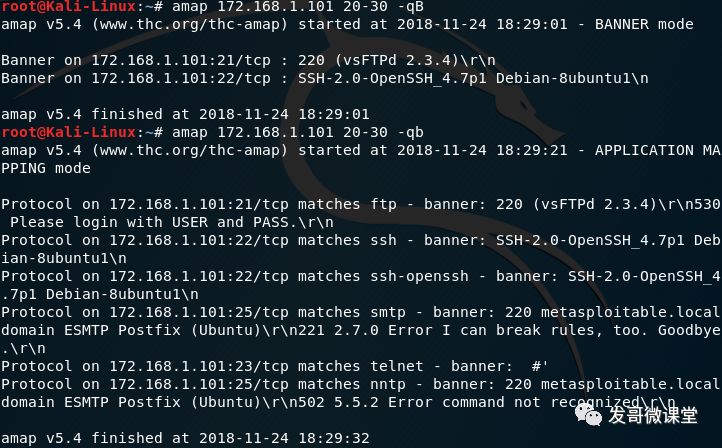 root@Kali-Linux:~# amap 172.168.1.101 20-30 -qB
amap v5.4 (www.thc.org/thc-amap) started at 2018-11-24 18:29:01 - BANNER mode
Banner on 172.168.1.101:21/tcp : 220 (vsFTPd 2.3.4)\r\n
Banner on 172.168.1.101:22/tcp : SSH-2.0-OpenSSH_4.7p1 Debian-8ubuntu1\n
amap v5.4 finished at 2018-11-24 18:29:01
root@Kali-Linux:~# amap 172.168.1.101 20-30 -qb
amap v5.4 (www.thc.org/thc-amap) started at 2018-11-24 18:29:21 - APPLICATION MA
PPING mode
Protocol on 172.168.1.101:21/tcp matches ftp - banner: 220 (vsFTPd 2.3.4)\r\n530
 Please login with USER and PASS.\r\n
Protocol on 172.168.1.101:22/tcp matches ssh - banner: SSH-2.0-OpenSSH_4.7p1 Deb
ian-8ubuntu1\n
Protocol on 172.168.1.101:22/tcp matches ssh-openssh - banner: SSH-2.0-OpenSSH_4
.7p1 Debian-8ubuntu1\n
Protocol on 172.168.1.101:25/tcp matches smtp - banner: 220 metasploitable.local
domain ESMTP Postfix (Ubuntu)\r\n221 2.7.0 Error I can break rules, too. Goodbye
.\r\n
Protocol on 172.168.1.101:23/tcp matches telnet - banner:  #'
Protocol on 172.168.1.101:25/tcp matches nntp - banner: 220 metasploitable.local
domain ESMTP Postfix (Ubuntu)\r\n502 5.5.2 Error command not recognized\r\n
发哥微课堂
amap v5.4 finished at 2018-11-24 18:29:32